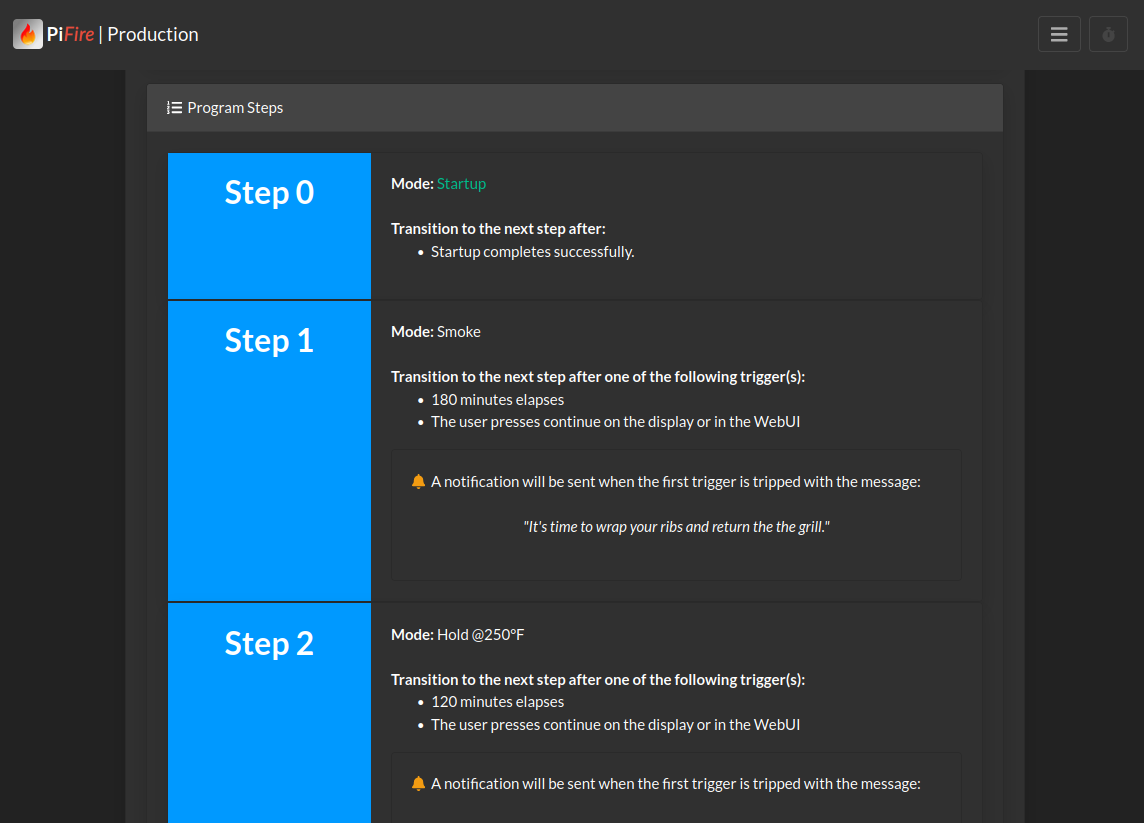 PiFire | Production
Program Steps
Step 0
Mode: Startup
Transition to the next step after:
• Startup completes successfully.
Step 1
Mode: Smoke
Transition to the next step after one of the following trigger(s):
• 180 minutes elapses
• The user presses continue on the display or in the WebUI
A notification will be sent when the first trigger is tripped with the message:
"It's time to wrap your ribs and return the the grill."
Step 2
Mode: Hold @250°F
Transition to the next step after one of the following trigger(s):
• 120 minutes elapses
• The user presses continue on the display or in the WebUI
A notification will be sent when the first trigger is tripped with the message: